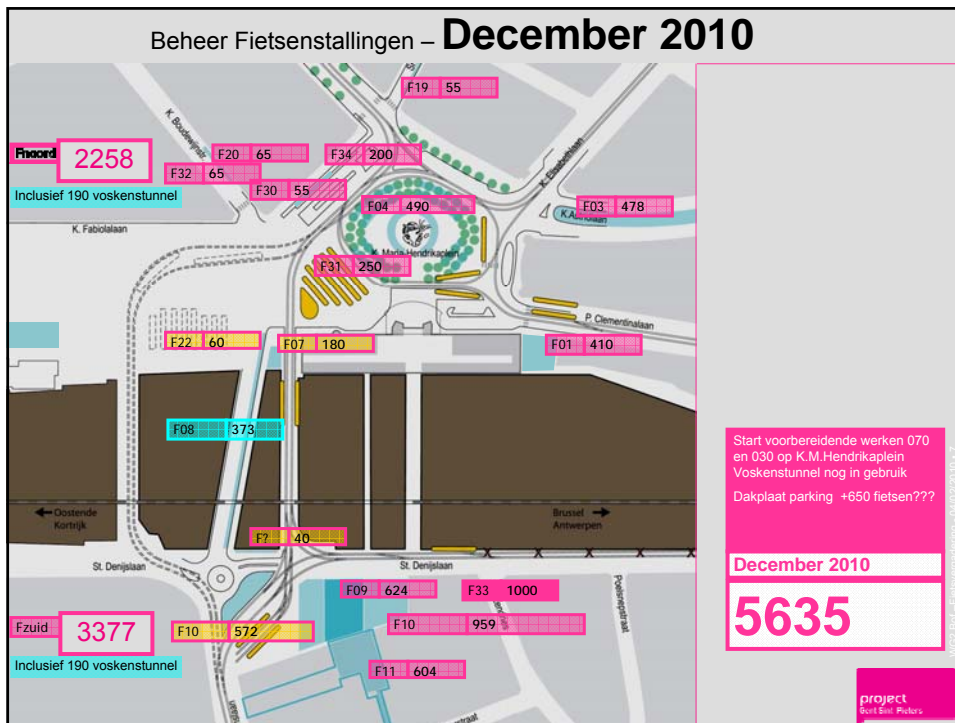 Beheer Fietsenstallingen – December 2010
F19 55
K. Boudewijnstr.
K. Elisabethlaan
Fnoord 2258
F20 65
F34 200
F32 65
F30 55
Inclusief 190 voskenstunnel
F04 490
F03 478
K. Fabiolalaan
K. Maria-Hendrikaplein
F31 250
P. Clementinalaan
F22 60
F07 180
F01 410
F08 373
Start voorbereidende werken 070
en 030 op K.M.Hendrikaplein
Voskenstunnel nog in gebruik
Dakplaat parking +650 fietsen???
Oostende
Kortrijk
Brussel
Antwerpen
F? 40
St. Denijslaan
St. Denijslaan
December 2010
5635
F09 624
F33 1000
Poelsnepstraat
Fzuid 3377
F10 572
F10 959
Inclusief 190 voskenstunnel
F11 604
project
Gent Sint Pieters